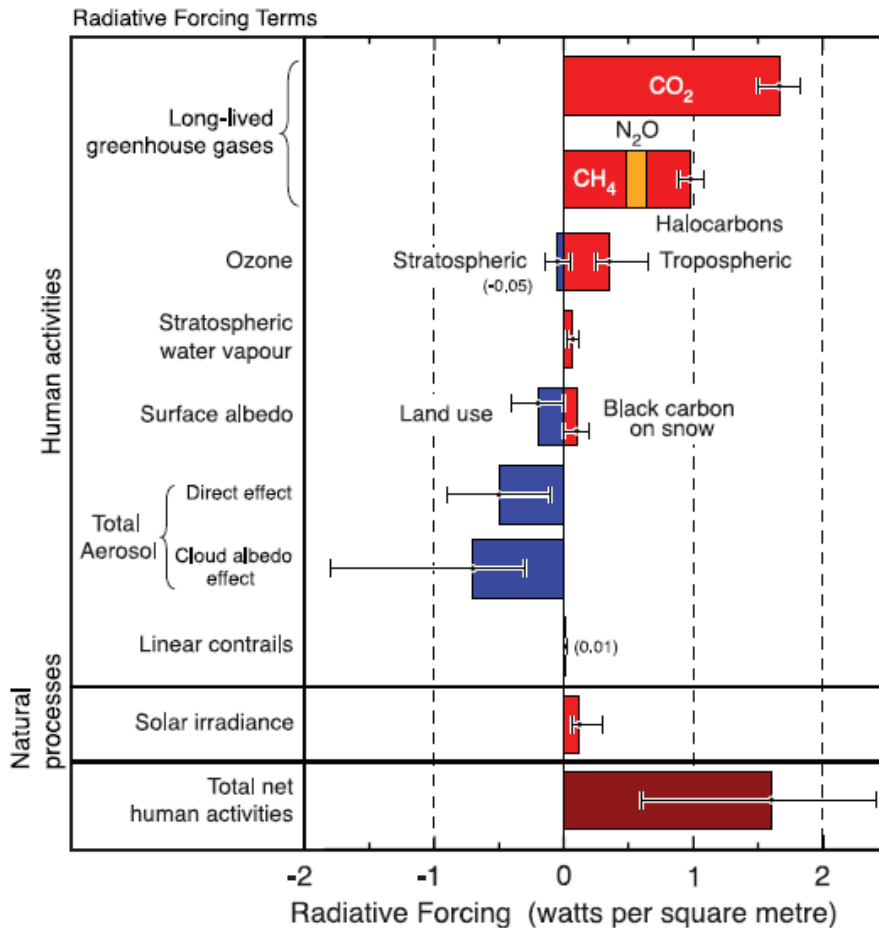 Radiative Forcing Terms
CO₂
Long-lived
greenhouse gases
N₂O
CH₄
Halocarbons
Ozone
Stratospheric
(-0.05)
Tropospheric
Stratospheric
water vapour
Human activities
Surface albedo
Land use
Black carbon
on snow
Total
Aerosol
Direct effect
Cloud albedo
effect
Linear contrails
(0.01)
Natural
processes
Solar irradiance
Total net
human activities
-2 -1 0 1 2
Radiative Forcing (watts per square metre)